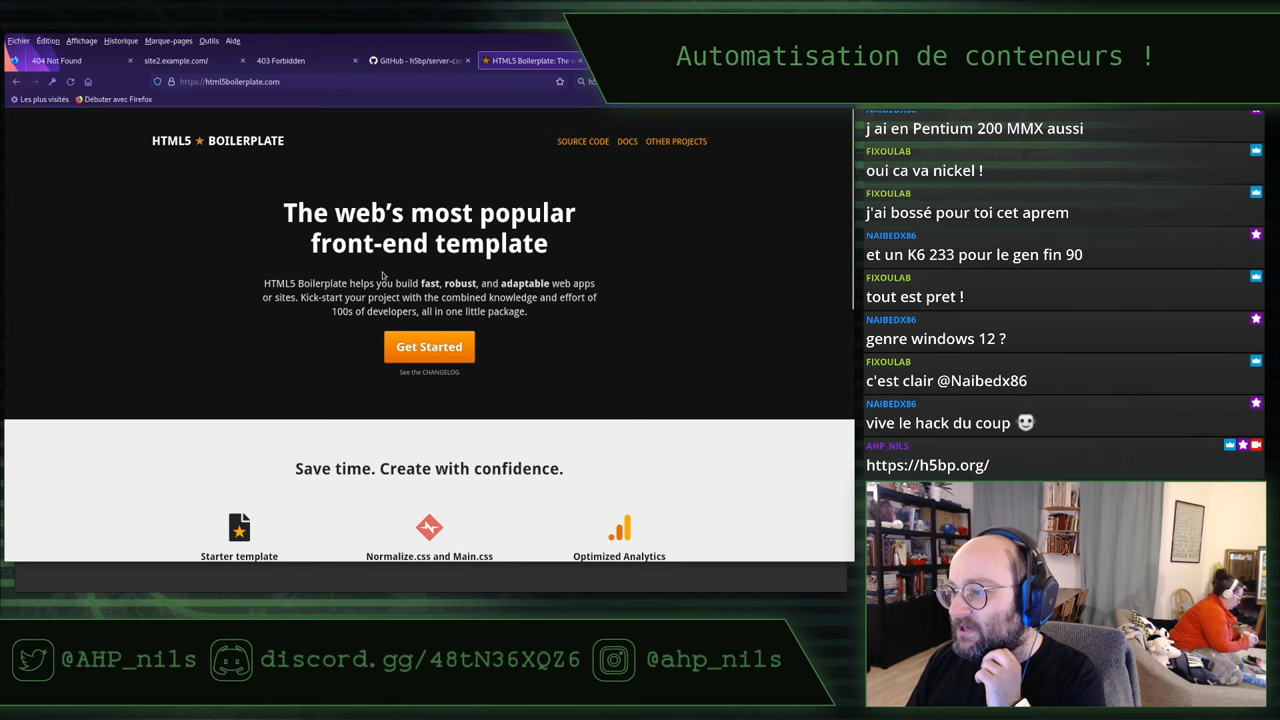 Automatisation de conteneurs !
Fichier Édition Affichage Historique Marque-pages Outils Aide
404 Not Found
site2.example.com/
403 Forbidden
GitHub - h5bp/server-con
HTML5 Boilerplate: The w
https://html5boilerplate.com
Les plus visités Débuter avec Firefox
HTML5 ★ BOILERPLATE
SOURCE CODE DOCS OTHER PROJECTS
The web’s most popular
front-end template
HTML5 Boilerplate helps you build fast, robust, and adaptable web apps
or sites. Kick-start your project with the combined knowledge and effort of
100s of developers, all in one little package.
Get Started
See the CHANGELOG
Save time. Create with confidence.
Starter template
Normalize.css and Main.css
Optimized Analytics
NAIBEDX86
j ai en Pentium 200 MMX aussi
FIXOULAB
oui ca va nickel !
FIXOULAB
j'ai bossé pour toi cet aprem
NAIBEDX86
et un K6 233 pour le gen fin 90
FIXOULAB
tout est pret !
NAIBEDX86
genre windows 12 ?
FIXOULAB
c'est clair @Naibedx86
NAIBEDX86
vive le hack du coup
AHP_NILS
https://h5bp.org/
@AHP_nils
discord.gg/48tN36XQZ6
@ahp_nils